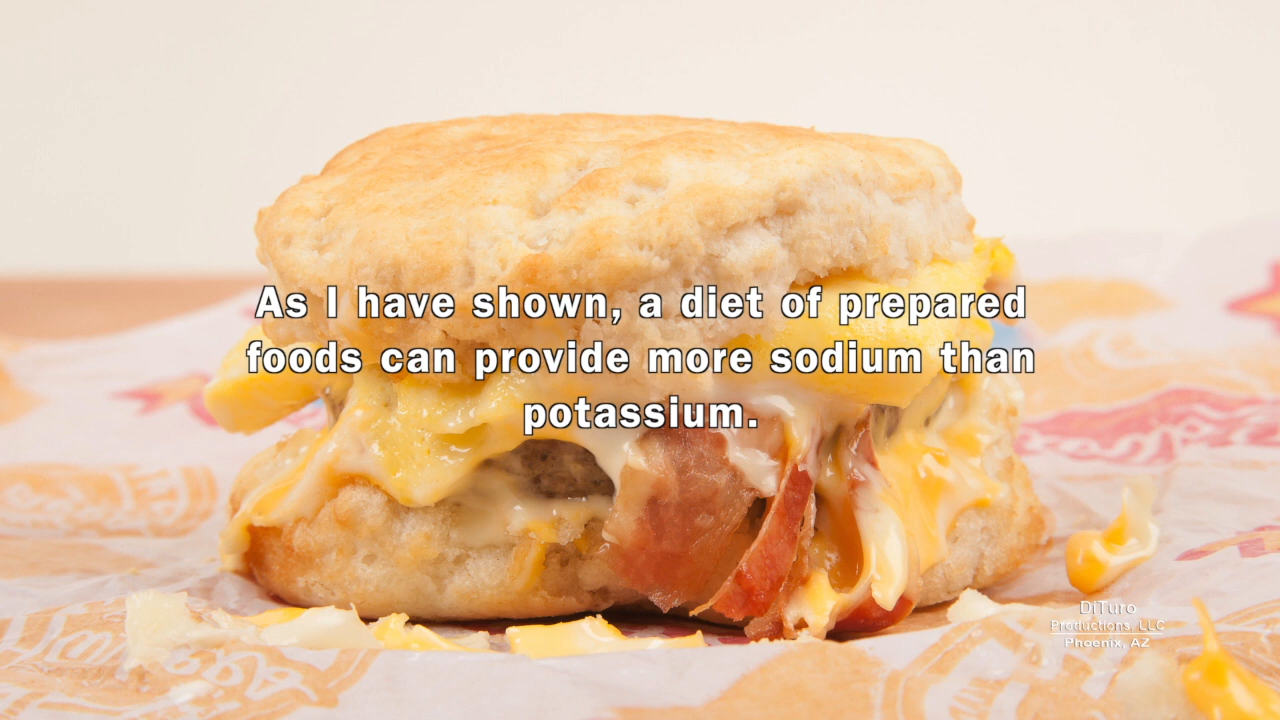 As I have shown, a diet of prepared
foods can provide more sodium than
potassium.
DiTuro
Productions, LLC
Phoenix, AZ